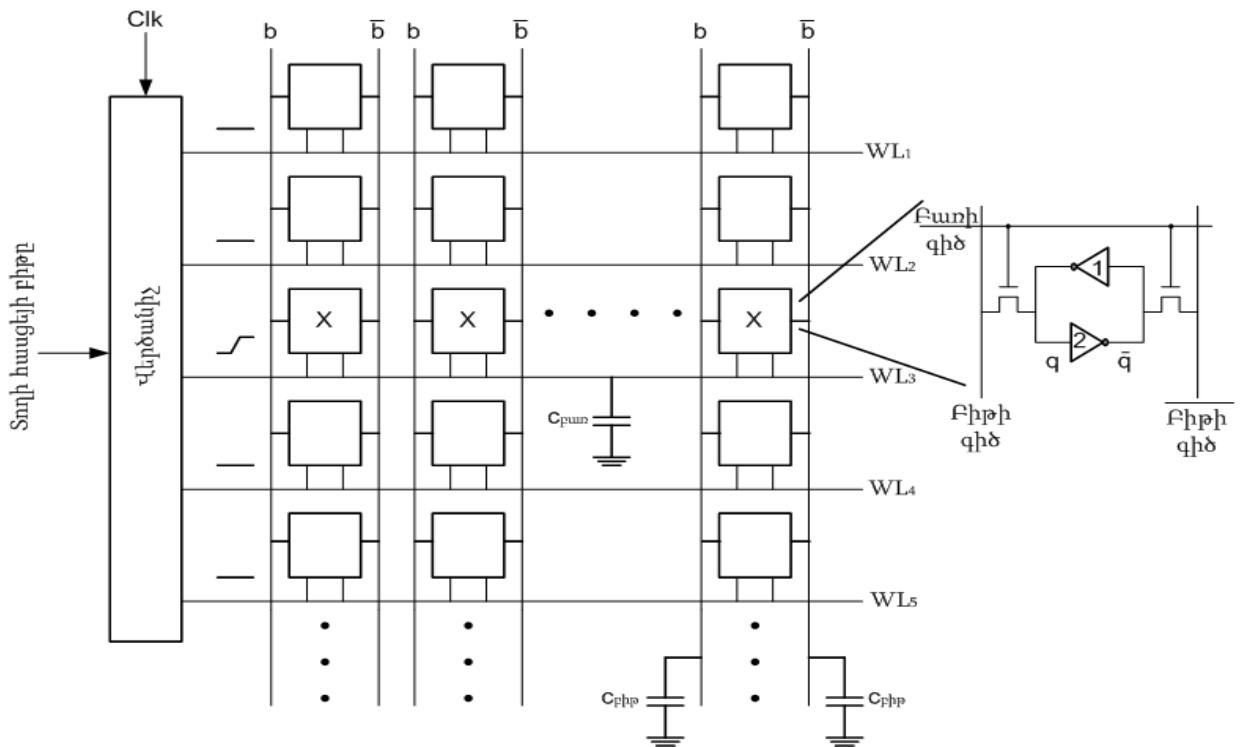 Clk
b b̅ b b̅ b b̅
WL₁
WL₂
X X X
WL₃
WL₄
WL₅
Տողի հասցեի բիթը
Վերծանիչ
Cբառ
Cբիթ Cբիթ
Բառի
գիծ
1
2
q q̅
Բիթի
գիծ
Բիթի
գիծ